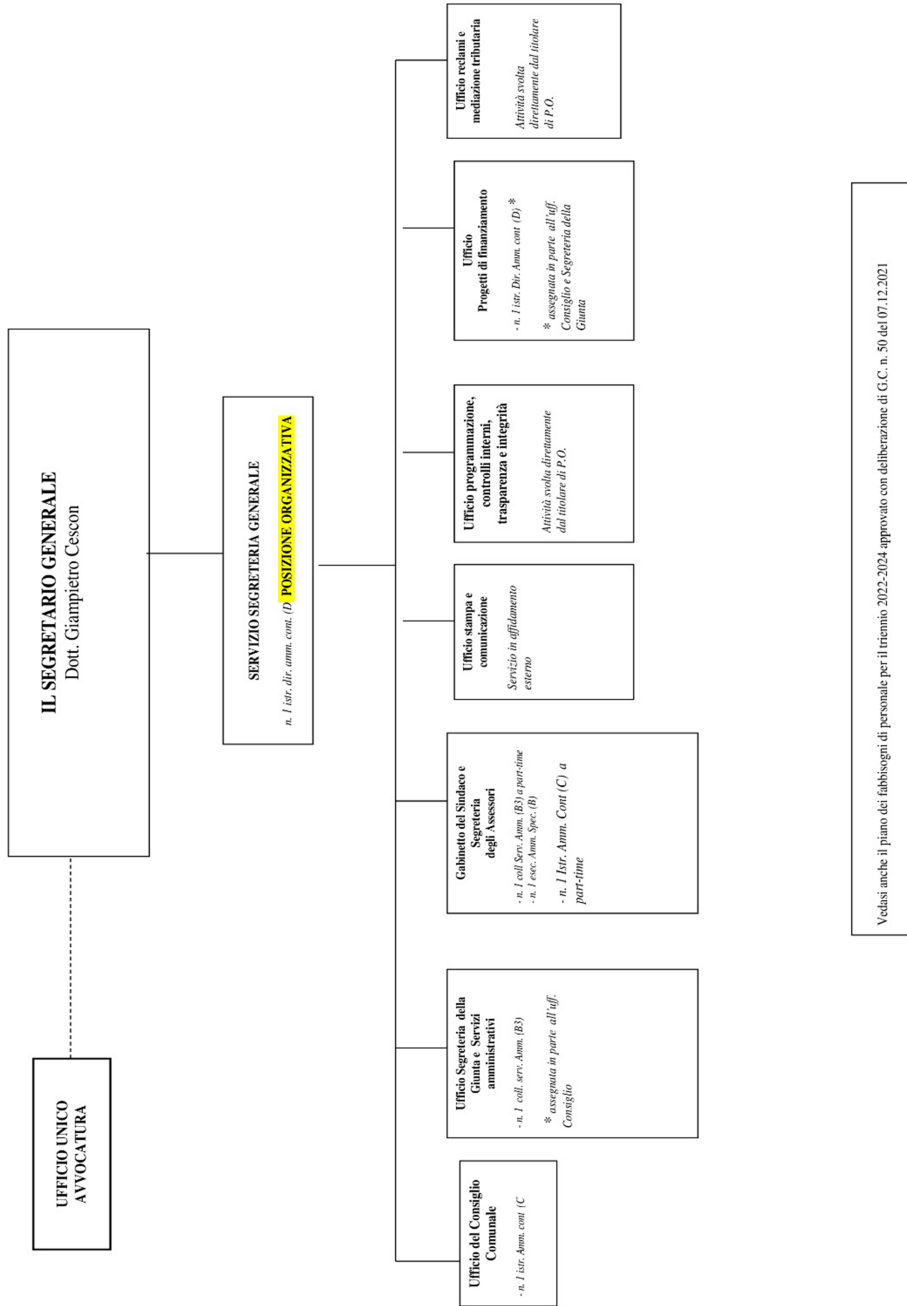 UFFICIO UNICO
AVVOCATURA
IL SEGRETARIO GENERALE
Dott. Giampietro Cescon
SERVIZIO SEGRETERIA GENERALE
n. 1 istr. dir. amm. cont. (D POSIZIONE ORGANIZZATIVA
Ufficio del Consiglio
Comunale
- n. 1 istr. Amm. cont (C
Ufficio Segreteria della
Giunta e Servizi
amministrativi
- n. 1 coll. serv. Amm. (B3)
* assegnata in parte all'uff.
Consiglio
Gabinetto del Sindaco e
Segreteria
degli Assessori
- n. 1 coll Serv. Amm. (B3) a part-time
- n. 1 esec. Amm. Spec. (B)
- n. 1 Istr. Amm. Cont (C) a
part-time
Ufficio stampa e
comunicazione
Servizio in affidamento
esterno
Ufficio programmazione,
controlli interni,
trasparenza e integrità
Attività svolta direttamente
dal titolare di P.O.
Ufficio
Progetti di finanziamento
- n. 1 istr. Dir. Amm. cont (D) *
* assegnata in parte all'uff.
Consiglio e Segreteria della
Giunta
Ufficio reclami e
mediazione tributaria
Attività svolta
direttamente dal titolare
di P.O.
Vedasi anche il piano dei fabbisogni di personale per il triennio 2022-2024 approvato con deliberazione di G.C. n. 50 del 07.12.2021